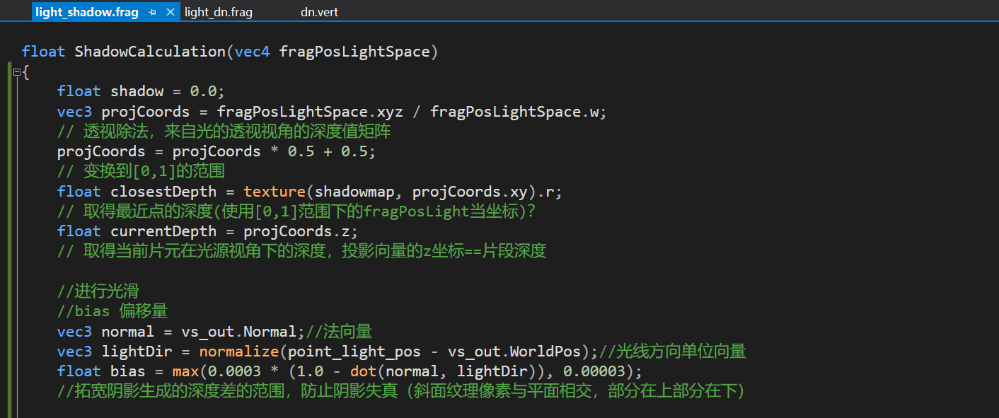 light_shadow.frag light_dn.frag dn.vert
float ShadowCalculation(vec4 fragPosLightSpace)
{
float shadow = 0.0;
vec3 projCoords = fragPosLightSpace.xyz / fragPosLightSpace.w;
// 透视除法，来自光的透视视角的深度值矩阵
projCoords = projCoords * 0.5 + 0.5;
// 变换到[0,1]的范围
float closestDepth = texture(shadowmap, projCoords.xy).r;
// 取得最近点的深度(使用[0,1]范围下的fragPosLight当坐标)?
float currentDepth = projCoords.z;
// 取得当前片元在光源视角下的深度，投影向量的z坐标==片段深度
//进行光滑
//bias 偏移量
vec3 normal = vs_out.Normal;//法向量
vec3 lightDir = normalize(point_light_pos - vs_out.WorldPos);//光线方向单位向量
float bias = max(0.0003 * (1.0 - dot(normal, lightDir)), 0.00003);
//拓宽阴影生成的深度差的范围，防止阴影失真（斜面纹理像素与平面相交，部分在上部分在下）